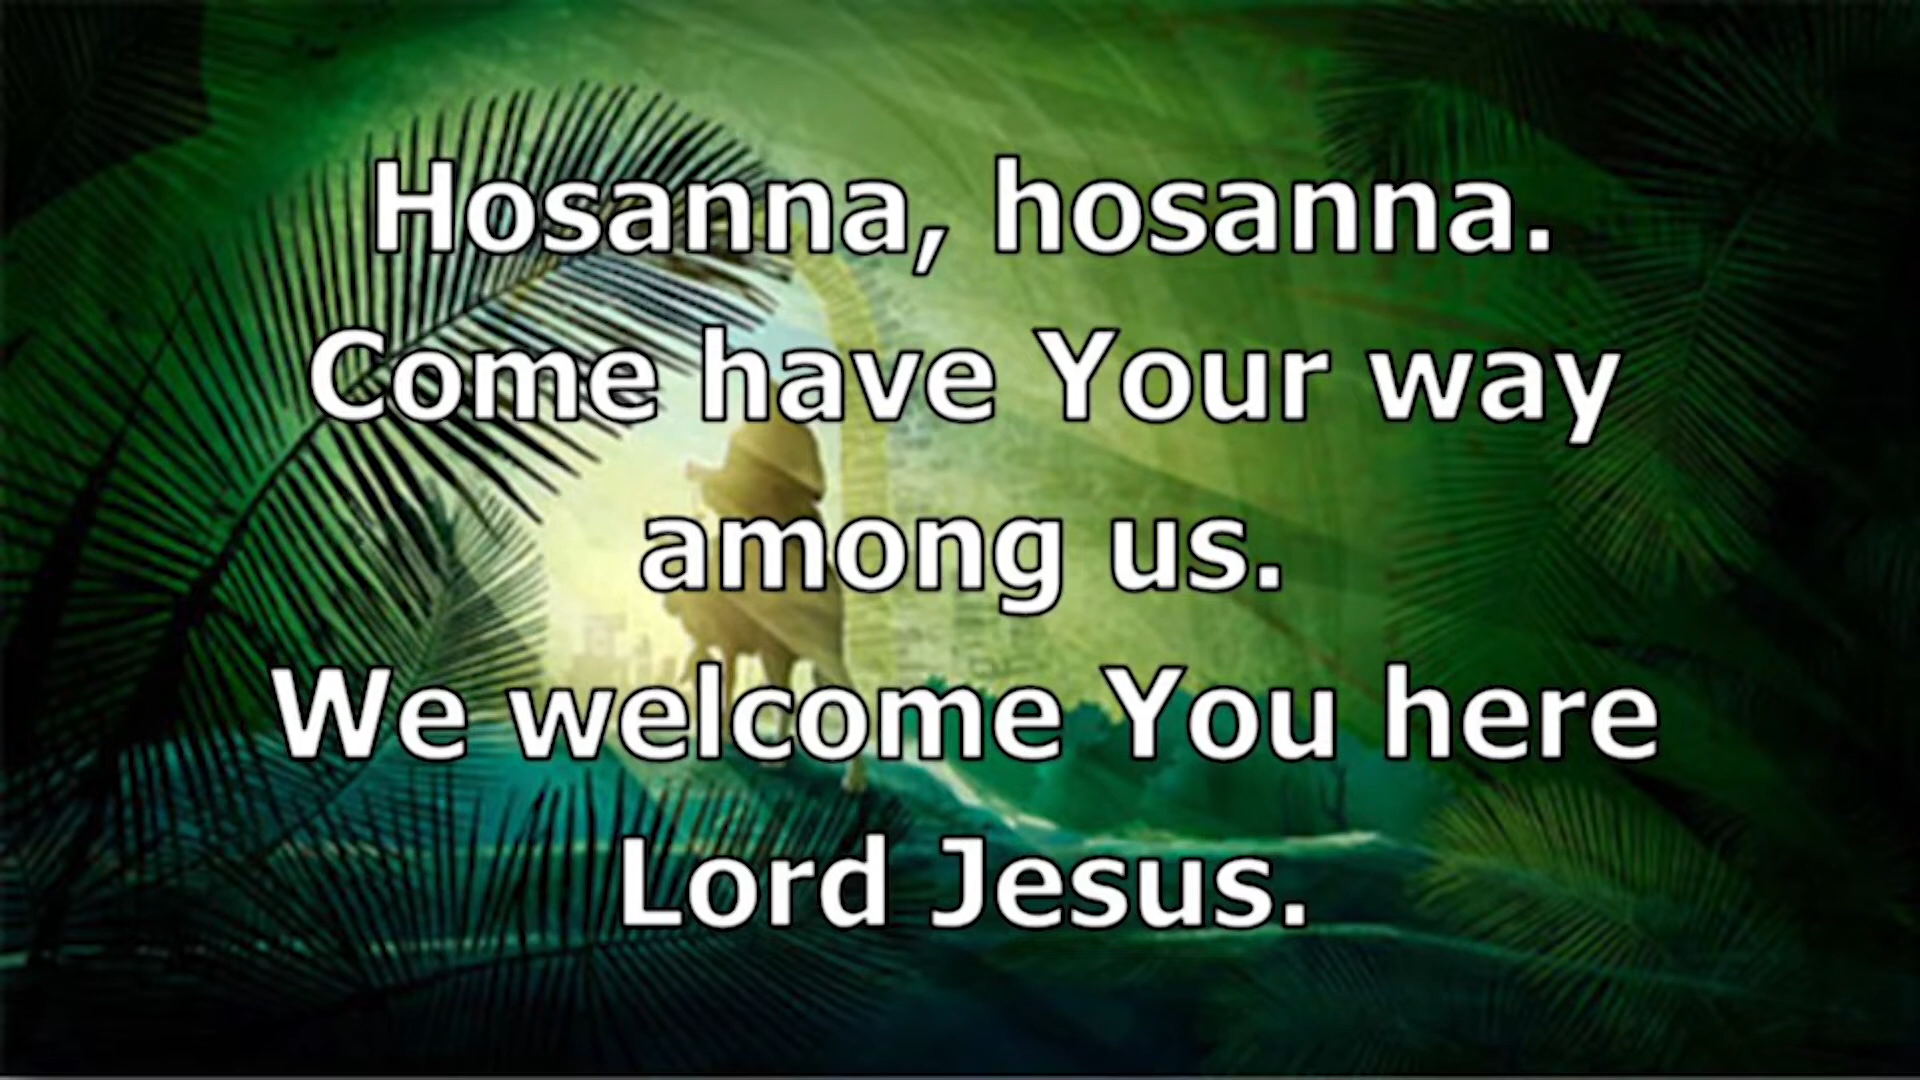 Hosanna, hosanna.
Come have Your way
among us.
We welcome You here
Lord Jesus.